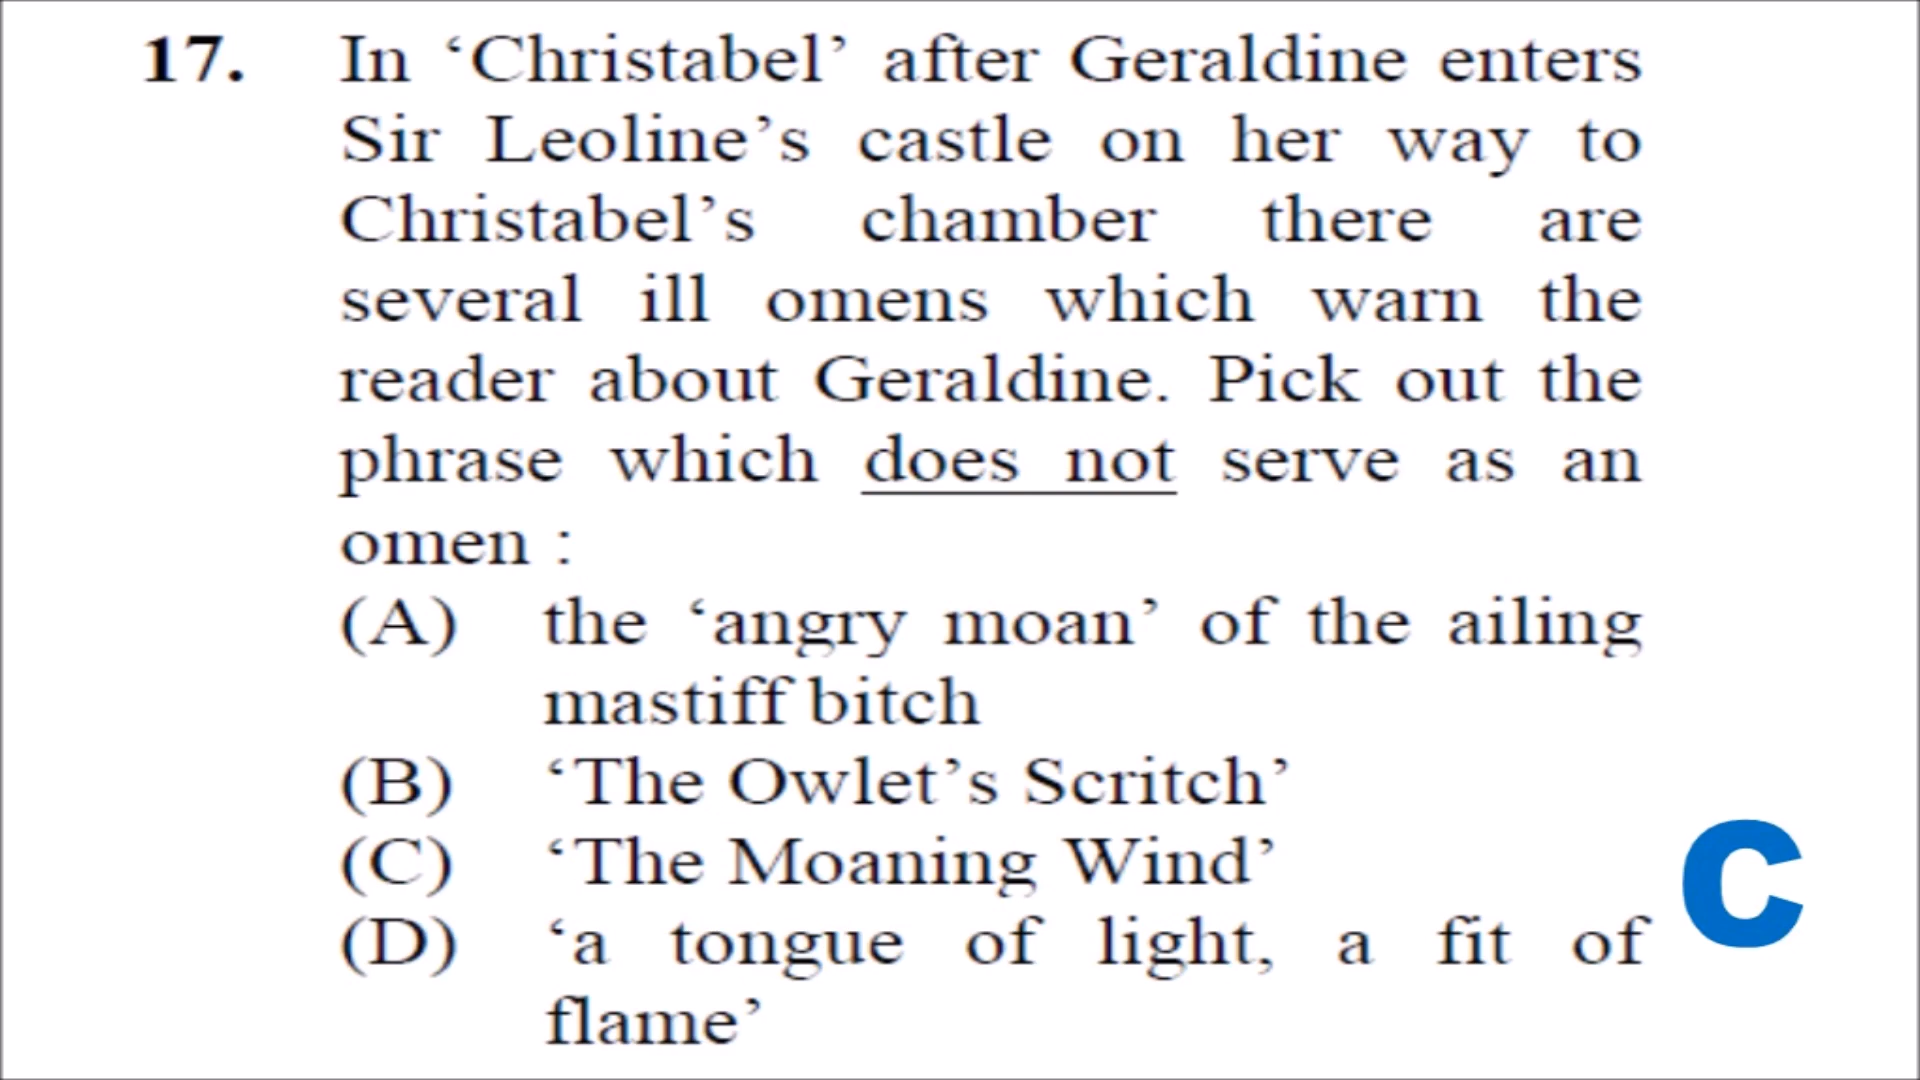 17. In ‘Christabel’ after Geraldine enters
Sir Leoline’s castle on her way to
Christabel’s chamber there are
several ill omens which warn the
reader about Geraldine. Pick out the
phrase which does not serve as an
omen :
(A) the ‘angry moan’ of the ailing
mastiff bitch
(B) ‘The Owlet’s Scritch’
(C) ‘The Moaning Wind’
(D) ‘a tongue of light, a fit of
flame’
C